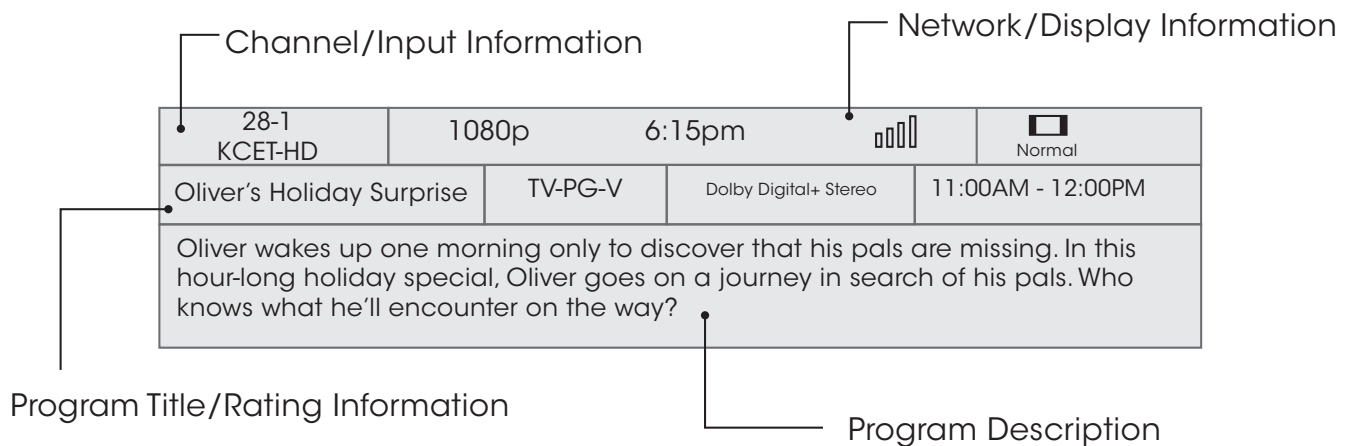 Channel/Input Information
Network/Display Information
28-1
KCET-HD
1080p
6:15pm
Normal
Oliver's Holiday Surprise
TV-PG-V
Dolby Digital+ Stereo
11:00AM - 12:00PM
Oliver wakes up one morning only to discover that his pals are missing. In this
hour-long holiday special, Oliver goes on a journey in search of his pals. Who
knows what he'll encounter on the way?
Program Title/Rating Information
Program Description